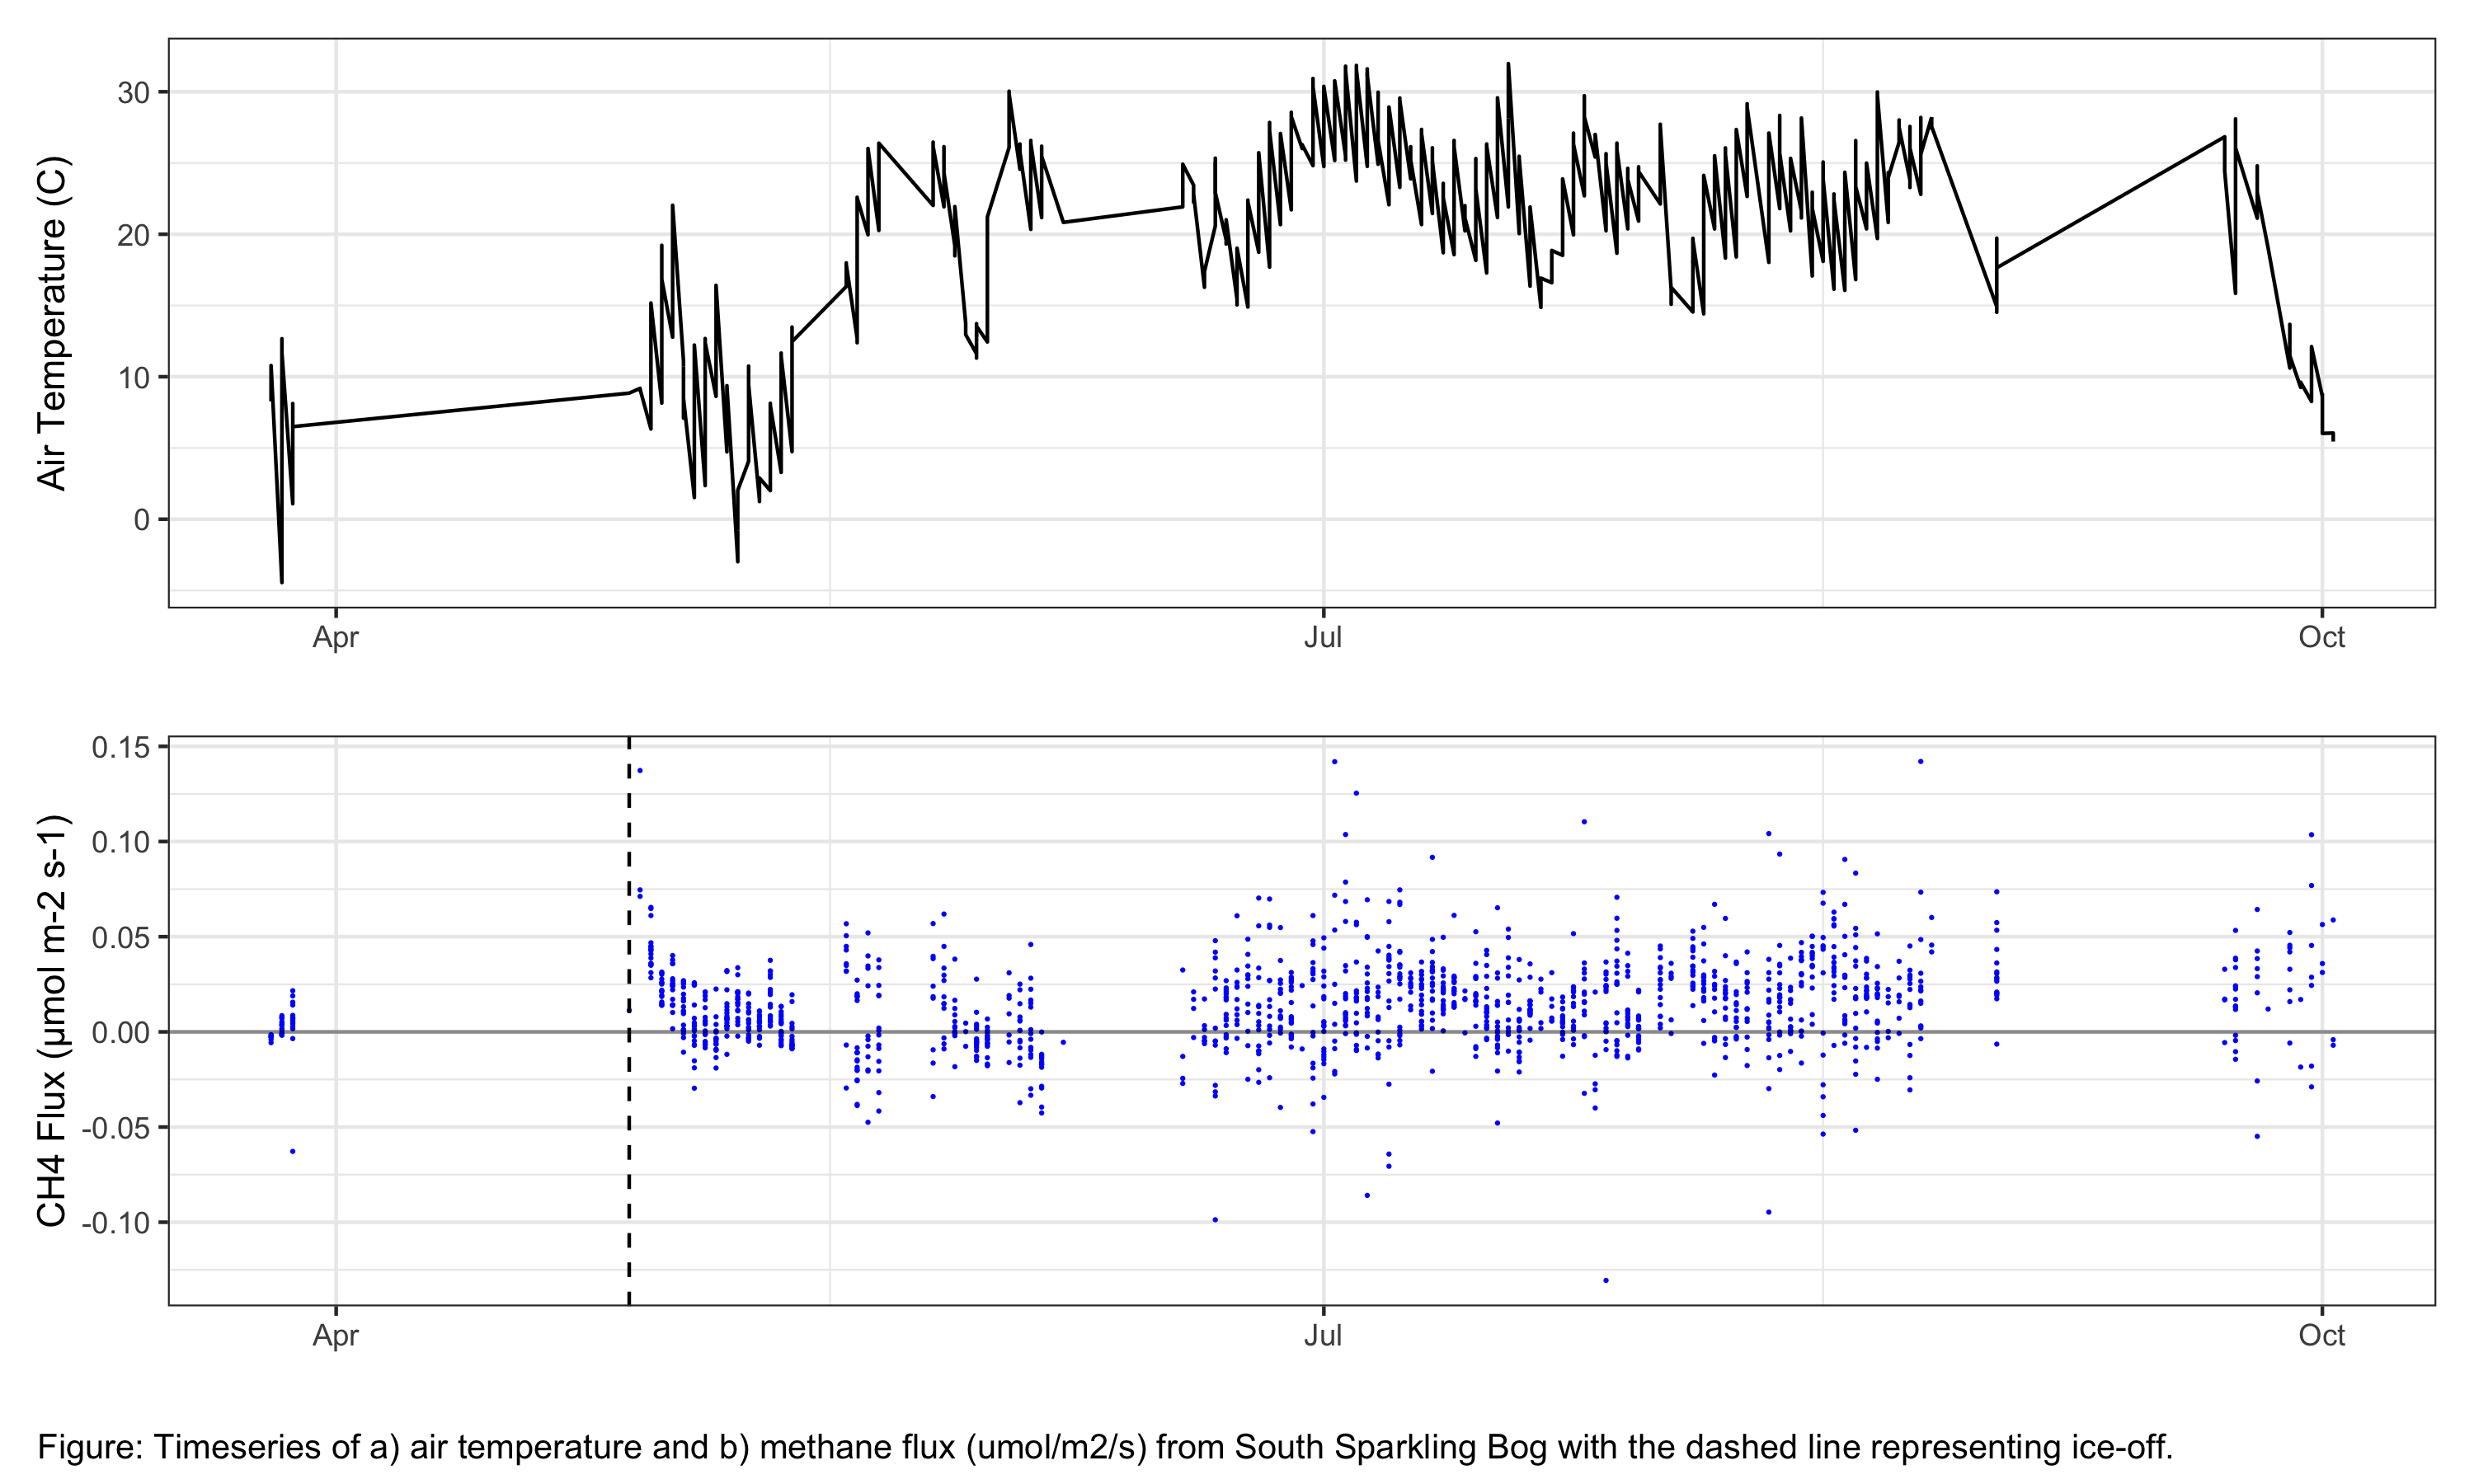 Air Temperature (C)
30
20
10
0
Apr Jul Oct
CH4 Flux (µmol m-2 s-1)
0.15
0.10
0.05
0.00
-0.05
-0.10
Apr Jul Oct
Figure: Timeseries of a) air temperature and b) methane flux (umol/m2/s) from South Sparkling Bog with the dashed line representing ice-off.